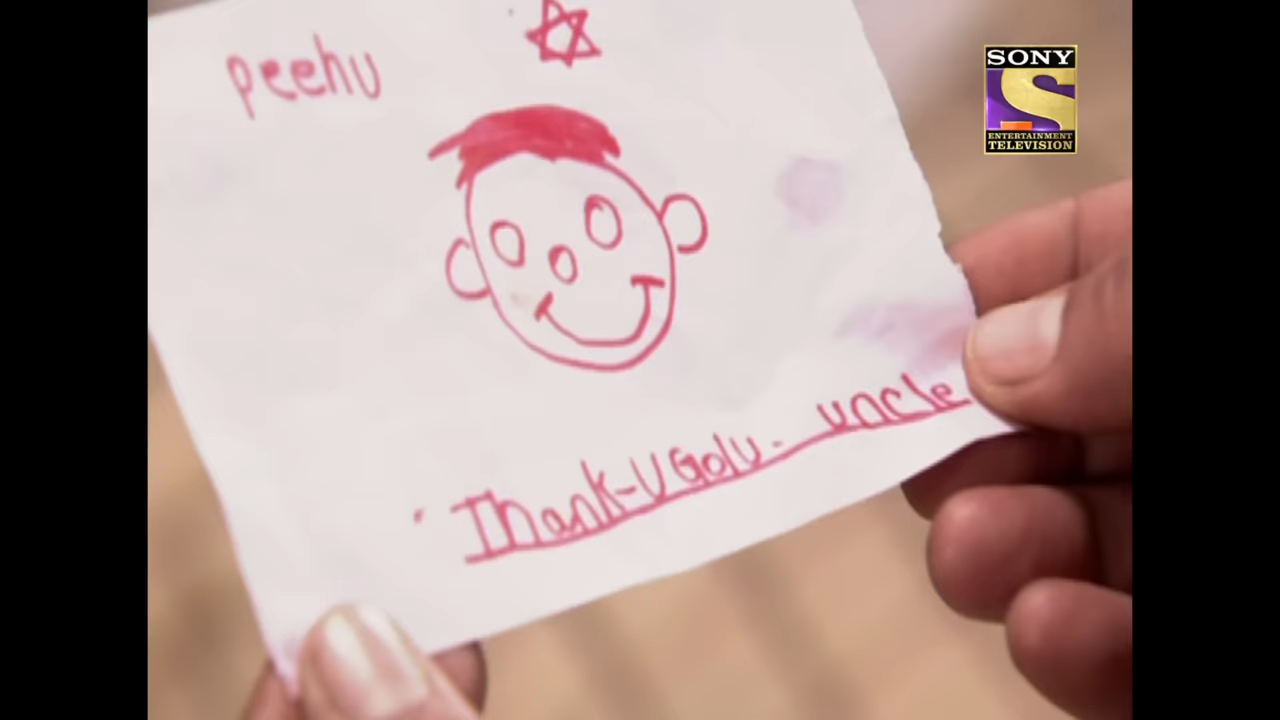 peehu
Thank-U Golu. uncle
SONY
ENTERTAINMENT
TELEVISION